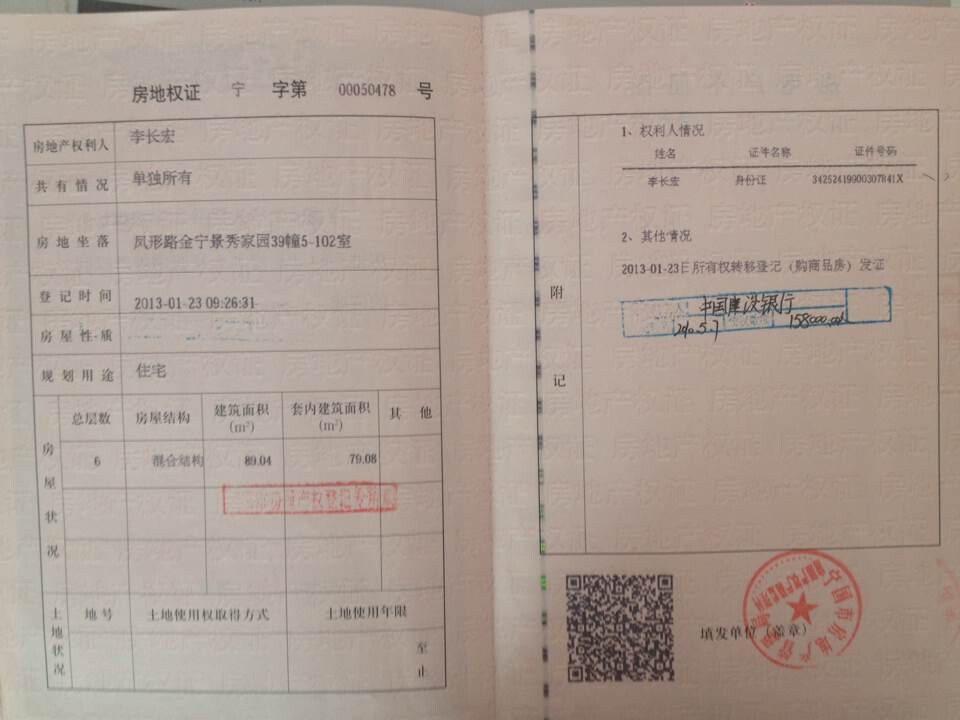 房地权证 宁 字第 00050478 号
房地产权利人 李长宏
共有情况 单独所有
房地坐落 凤形路金宁景秀家园39幢5-102室
登记时间 2013-01-23 09:26:31
房屋性质
规划用途 住宅
房屋状况
总层数 房屋结构 建筑面积(m²) 套内建筑面积(m²) 其他
6 混合结构 89.04 79.08
土地状况
地号 土地使用权取得方式 土地使用年限
至
止
附记
1、权利人情况
姓名 证件名称 证件号码
李长宏 身份证 34252419900307841X
2、其他情况
2013-01-23日所有权转移登记(购商品房)发证
中国建设银行
158000.00
填发单位(盖章)
宁国市房地产管